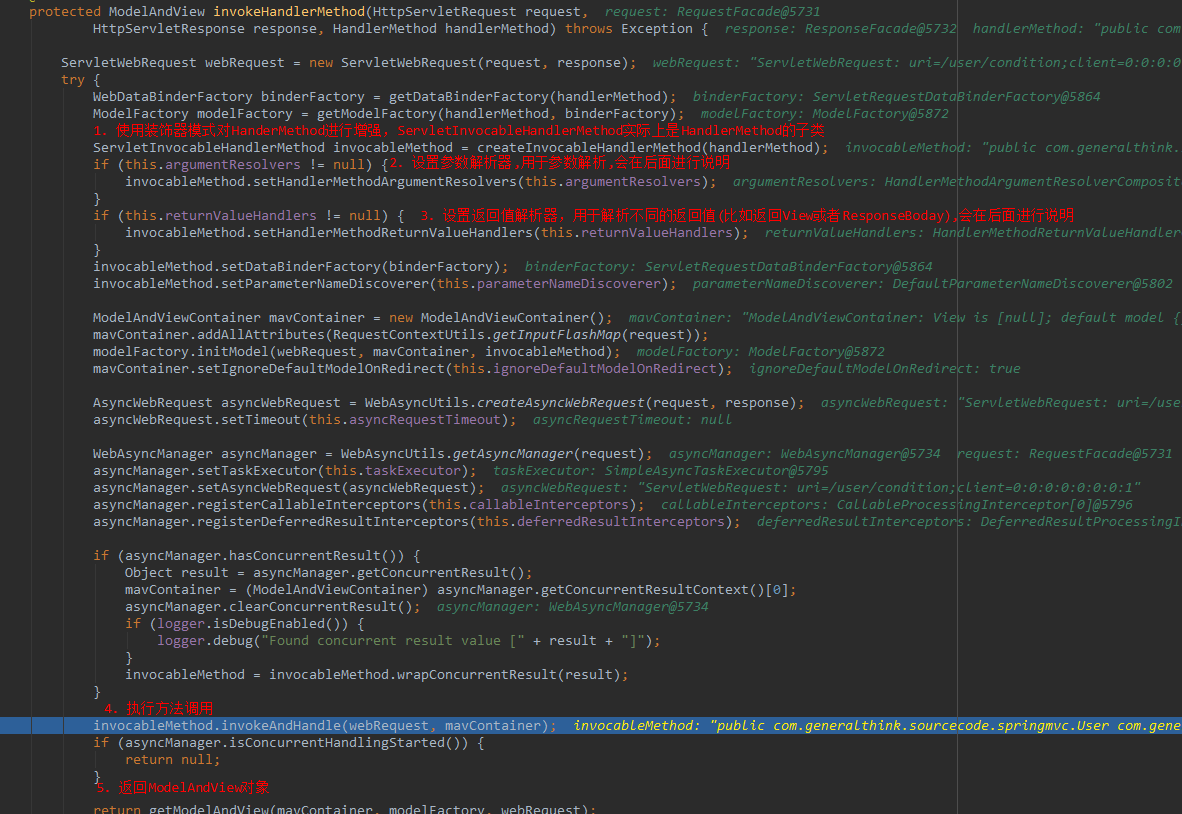 protected ModelAndView invokeHandlerMethod(HttpServletRequest request,  request: RequestFacade@5731
HttpServletResponse response, HandlerMethod handlerMethod) throws Exception {  response: ResponseFacade@5732  handlerMethod: "public com
ServletWebRequest webRequest = new ServletWebRequest(request, response);  webRequest: "ServletWebRequest: uri=/user/condition;client=0:0:0:0
try {
WebDataBinderFactory binderFactory = getDataBinderFactory(handlerMethod);  binderFactory: ServletRequestDataBinderFactory@5864
ModelFactory modelFactory = getModelFactory(handlerMethod, binderFactory);  modelFactory: ModelFactory@5872
1. 使用装饰器模式对HanderMethod进行增强，ServletInvocableHandlerMethod实际上是HandlerMethod的子类
ServletInvocableHandlerMethod invocableMethod = createInvocableHandlerMethod(handlerMethod);  invocableMethod: "public com.generalthink.
if (this.argumentResolvers != null) { 2. 设置参数解析器,用于参数解析,会在后面进行说明
invocableMethod.setHandlerMethodArgumentResolvers(this.argumentResolvers);  argumentResolvers: HandlerMethodArgumentResolverComposit
}
if (this.returnValueHandlers != null) {  3. 设置返回值解析器，用于解析不同的返回值(比如返回View或者ResponseBoday),会在后面进行说明
invocableMethod.setHandlerMethodReturnValueHandlers(this.returnValueHandlers);  returnValueHandlers: HandlerMethodReturnValueHandler
}
invocableMethod.setDataBinderFactory(binderFactory);  binderFactory: ServletRequestDataBinderFactory@5864
invocableMethod.setParameterNameDiscoverer(this.parameterNameDiscoverer);  parameterNameDiscoverer: DefaultParameterNameDiscoverer@5802
ModelAndViewContainer mavContainer = new ModelAndViewContainer();  mavContainer: "ModelAndViewContainer: View is [null]; default model {
mavContainer.addAllAttributes(RequestContextUtils.getInputFlashMap(request));
modelFactory.initModel(webRequest, mavContainer, invocableMethod);  modelFactory: ModelFactory@5872
mavContainer.setIgnoreDefaultModelOnRedirect(this.ignoreDefaultModelOnRedirect);  ignoreDefaultModelOnRedirect: true
AsyncWebRequest asyncWebRequest = WebAsyncUtils.createAsyncWebRequest(request, response);  asyncWebRequest: "ServletWebRequest: uri=/use
asyncWebRequest.setTimeout(this.asyncRequestTimeout);  asyncRequestTimeout: null
WebAsyncManager asyncManager = WebAsyncUtils.getAsyncManager(request);  asyncManager: WebAsyncManager@5734  request: RequestFacade@5731
asyncManager.setTaskExecutor(this.taskExecutor);  taskExecutor: SimpleAsyncTaskExecutor@5795
asyncManager.setAsyncWebRequest(asyncWebRequest);  asyncWebRequest: "ServletWebRequest: uri=/user/condition;client=0:0:0:0:0:0:0:1"
asyncManager.registerCallableInterceptors(this.callableInterceptors);  callableInterceptors: CallableProcessingInterceptor[0]@5796
asyncManager.registerDeferredResultInterceptors(this.deferredResultInterceptors);  deferredResultInterceptors: DeferredResultProcessingI
if (asyncManager.hasConcurrentResult()) {
Object result = asyncManager.getConcurrentResult();
mavContainer = (ModelAndViewContainer) asyncManager.getConcurrentResultContext()[0];
asyncManager.clearConcurrentResult();  asyncManager: WebAsyncManager@5734
if (logger.isDebugEnabled()) {
logger.debug("Found concurrent result value [" + result + "]");
}
invocableMethod = invocableMethod.wrapConcurrentResult(result);
}
4. 执行方法调用
invocableMethod.invokeAndHandle(webRequest, mavContainer);  invocableMethod: "public com.generalthink.sourcecode.springmvc.User com.gene
if (asyncManager.isConcurrentHandlingStarted()) {
return null;
}
5. 返回ModelAndView对象
return getModelAndView(mavContainer, modelFactory, webRequest);